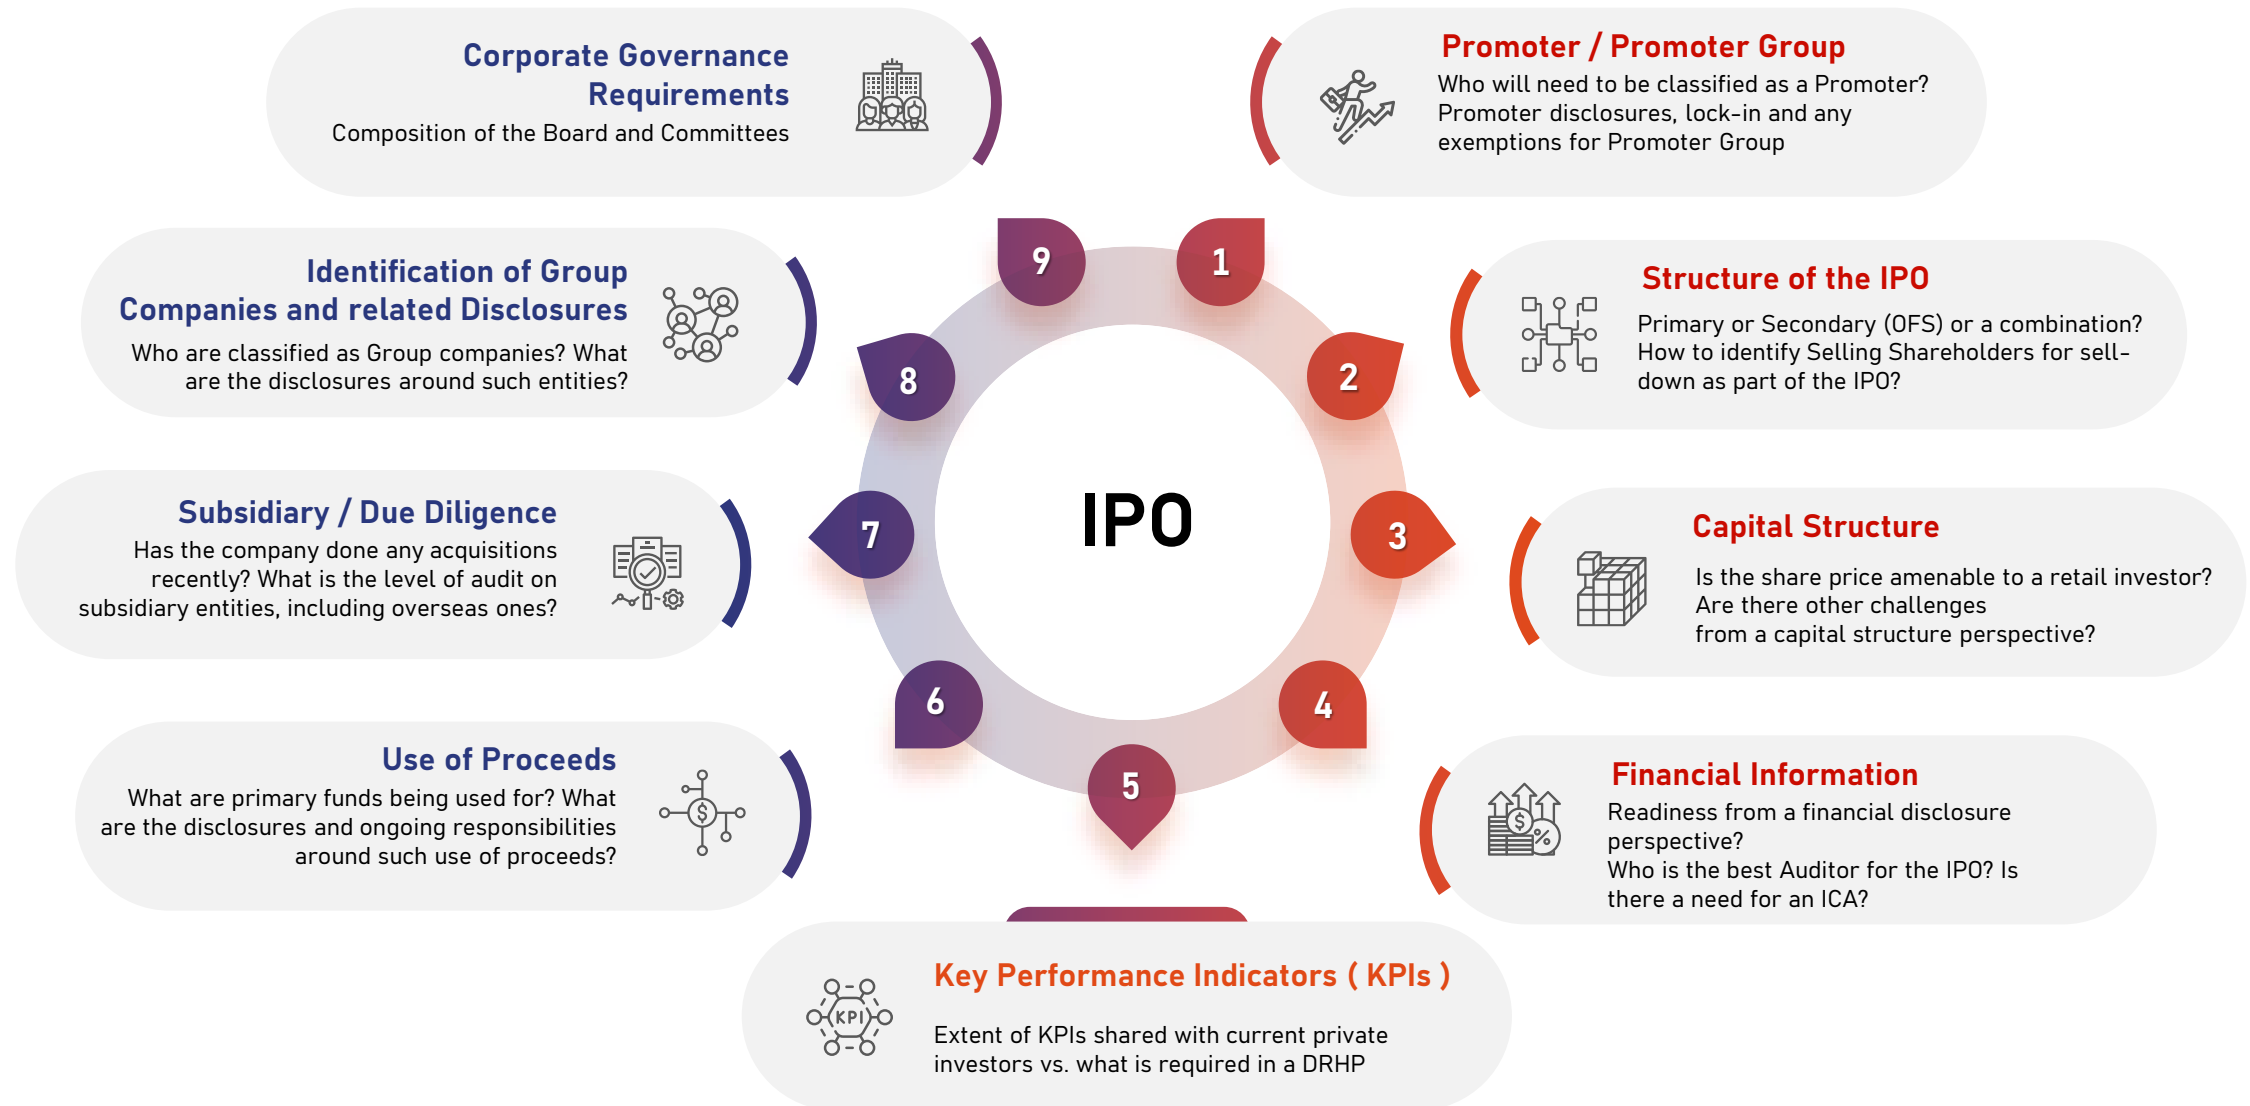 Corporate Governance
Requirements
Composition of the Board and Committees
Promoter / Promoter Group
Who will need to be classified as a Promoter?
Promoter disclosures, lock-in and any
exemptions for Promoter Group
Identification of Group
Companies and related Disclosures
Who are classified as Group companies? What
are the disclosures around such entities?
Structure of the IPO
Primary or Secondary (OFS) or a combination?
How to identify Selling Shareholders for sell-
down as part of the IPO?
Subsidiary / Due Diligence
Has the company done any acquisitions
recently? What is the level of audit on
subsidiary entities, including overseas ones?
Capital Structure
Is the share price amenable to a retail investor?
Are there other challenges
from a capital structure perspective?
Use of Proceeds
What are primary funds being used for? What
are the disclosures and ongoing responsibilities
around such use of proceeds?
Financial Information
Readiness from a financial disclosure
perspective?
Who is the best Auditor for the IPO? Is
there a need for an ICA?
Key Performance Indicators ( KPIs )
Extent of KPIs shared with current private
investors vs. what is required in a DRHP
KPI
IPO
1
2
3
4
5
6
7
8
9
$
$
%